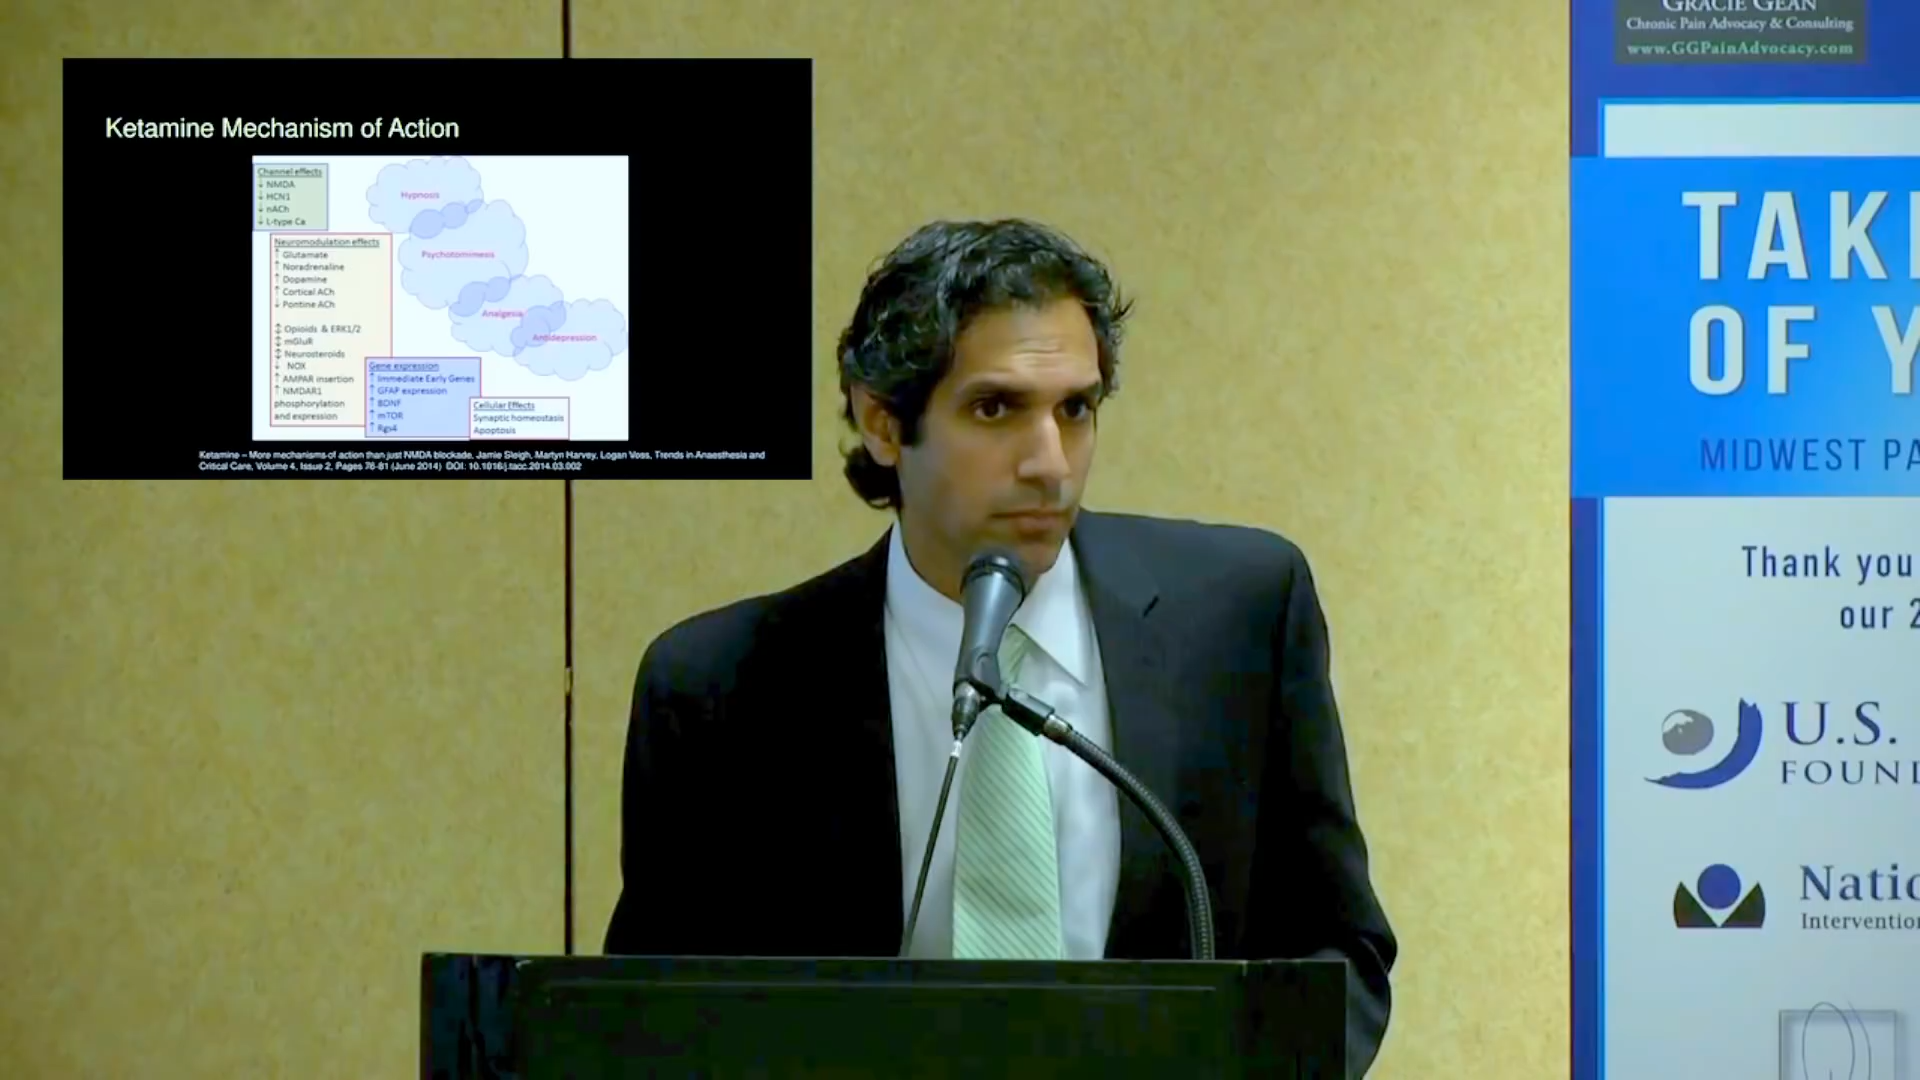 Ketamine Mechanism of Action
Channel effects
↓ NMDA
↓ HCN1
↓ nACh
↓ L-type Ca
Hypnosis
Psychotomimesis
Analgesia
Antidepression
Neuromodulation effects
↑ Glutamate
↑ Noradrenaline
↑ Dopamine
↑ Cortical ACh
↓ Pontine ACh
↕ Opioids & ERK1/2
↕ mGluR
↕ Neurosteroids
↓ NOX
↑ AMPAR insertion
↑ NMDAR1
phosphorylation
and expression
Gene expression
↑ Immediate Early Genes
↑ GFAP expression
↑ BDNF
↑ mTOR
↑ Rgs4
Cellular Effects
Synaptic homeostasis
Apoptosis
Ketamine – More mechanisms of action than just NMDA blockade, Jamie Sleigh, Martyn Harvey, Logan Voss, Trends in Anaesthesia and
Critical Care, Volume 4, Issue 2, Pages 76-81 (June 2014) DOI: 10.1016/j.tacc.2014.03.002
GRACIE GEAN
Chronic Pain Advocacy & Consulting
www.GGPainAdvocacy.com
TAK
OF Y
MIDWEST PA
Thank you
our 2
U.S.
FOUND
Natio
Interventio